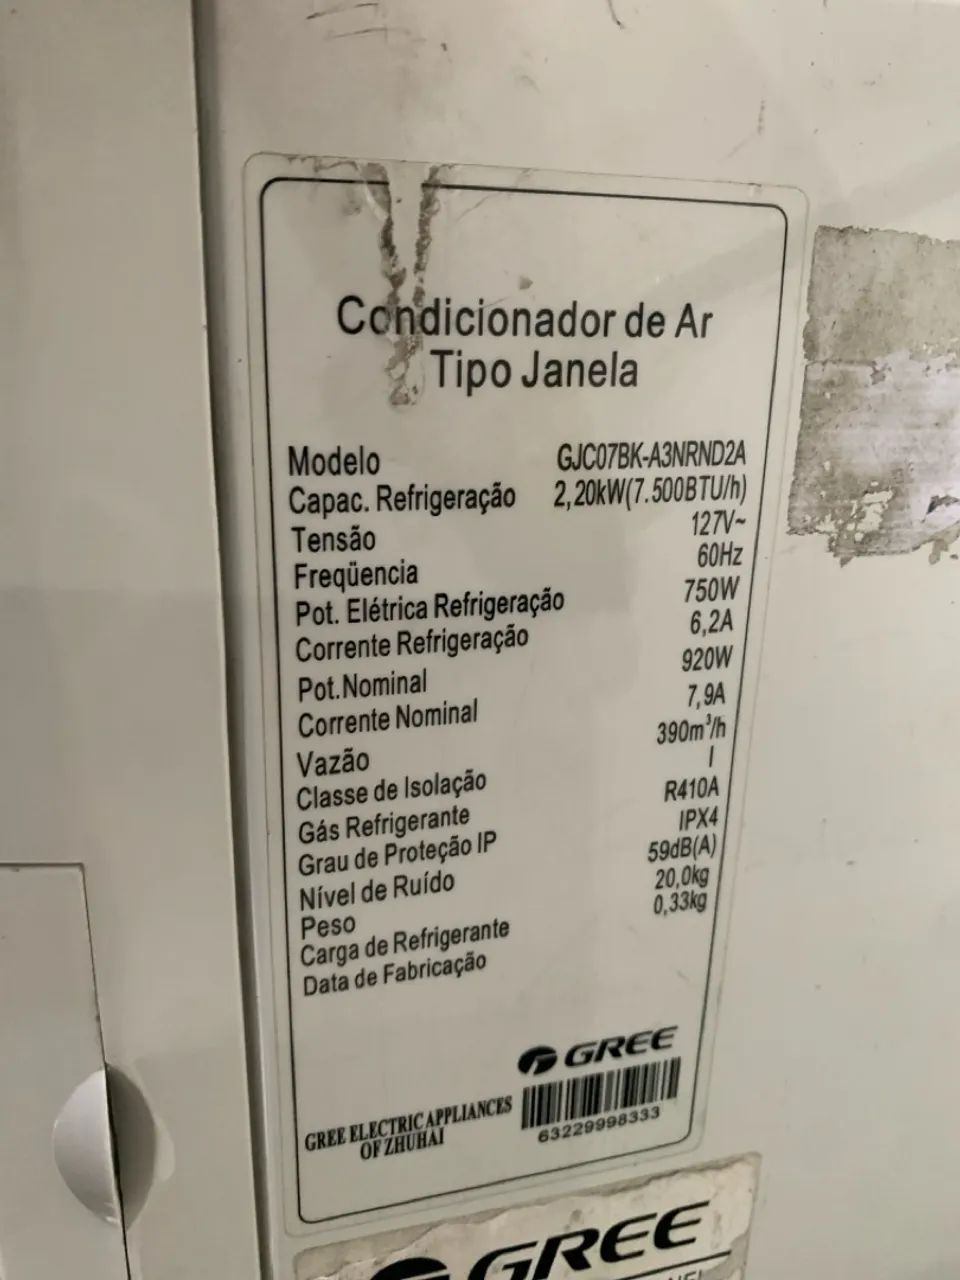 Condicionador de Ar
Tipo Janela
Modelo GJC07BK-A3NRND2A
Capac. Refrigeração 2,20kW(7.500BTU/h)
Tensão 127V~
Freqüencia 60Hz
Pot. Elétrica Refrigeração 750W
Corrente Refrigeração 6,2A
Pot.Nominal 920W
Corrente Nominal 7,9A
Vazão 390m³/h
Classe de Isolação I
Gás Refrigerante R410A
Grau de Proteção IP IPX4
Nível de Ruído 59dB(A)
Peso 20,0kg
Carga de Refrigerante 0,33kg
Data de Fabricação
GREE
GREE ELECTRIC APPLIANCES
OF ZHUHAI
63229998333
GREE